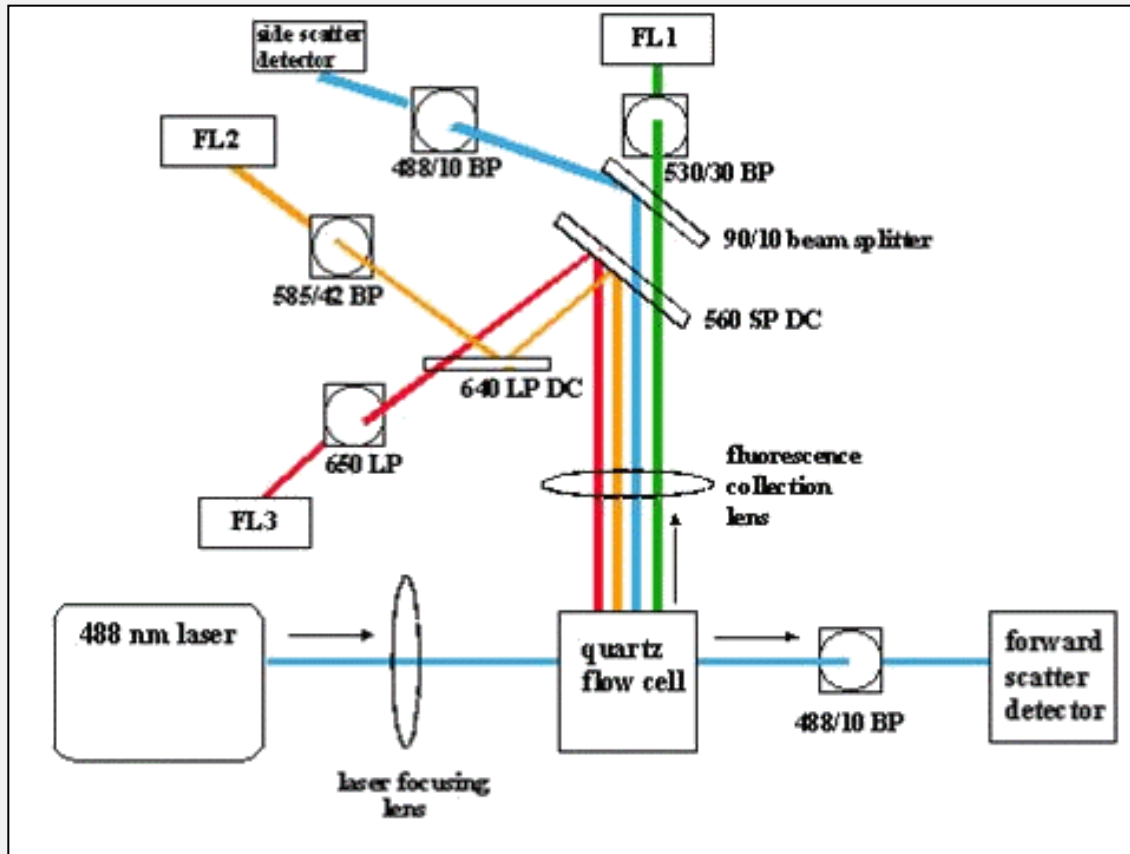 side scatter
detector
FL1
FL2
488/10 BP
530/30 BP
90/10 beam splitter
585/42 BP
560 SP DC
640 LP DC
650 LP
fluorescence
collection
lens
FL3
488 nm laser
quartz
flow cell
forward
scatter
detector
488/10 BP
laser focusing
lens